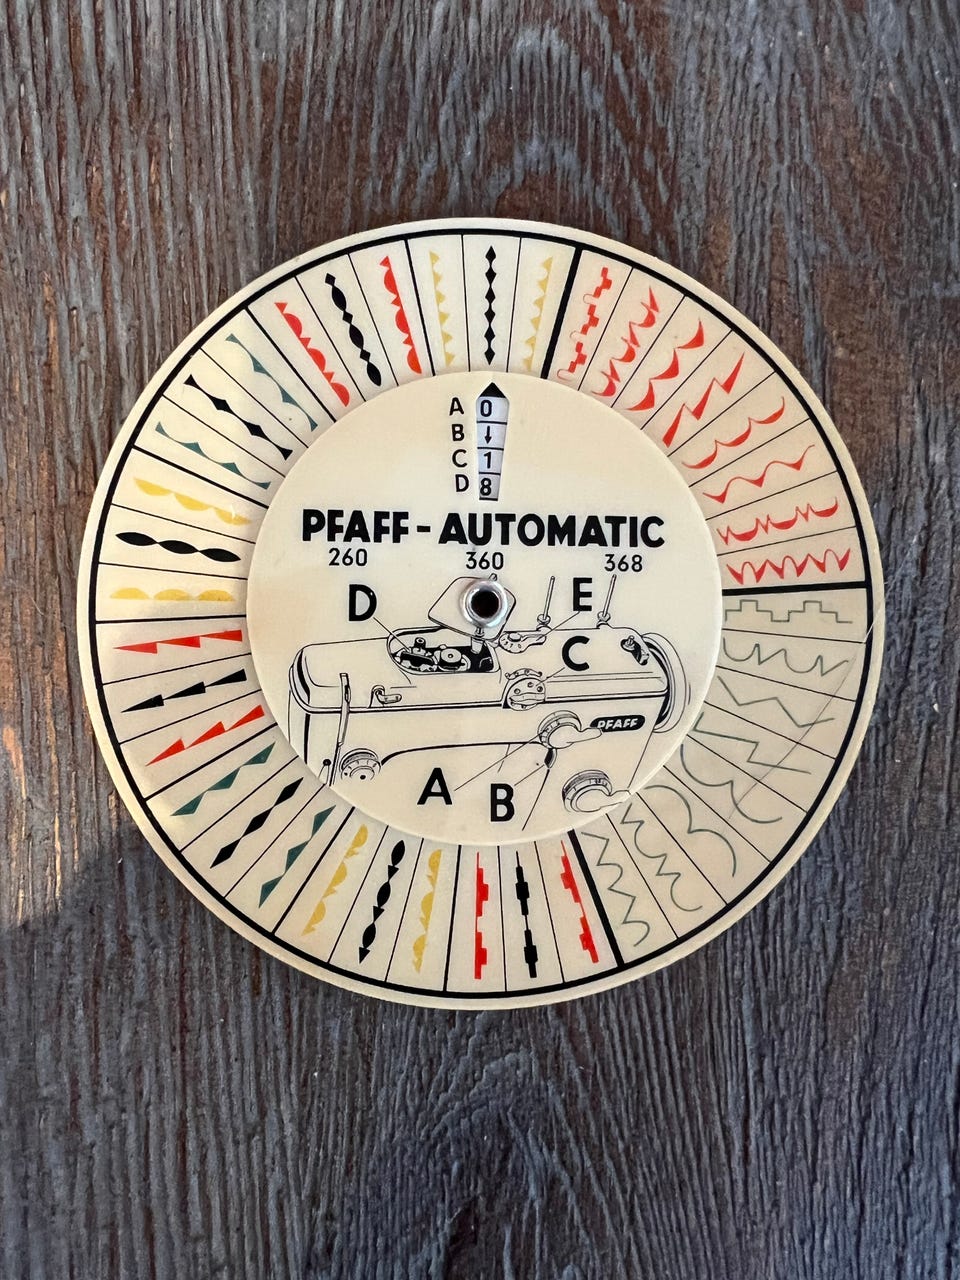 A 0
B ↓
C 1
D 8
PFAFF - AUTOMATIC
260 360 368
D E
C
PFAFF
A B